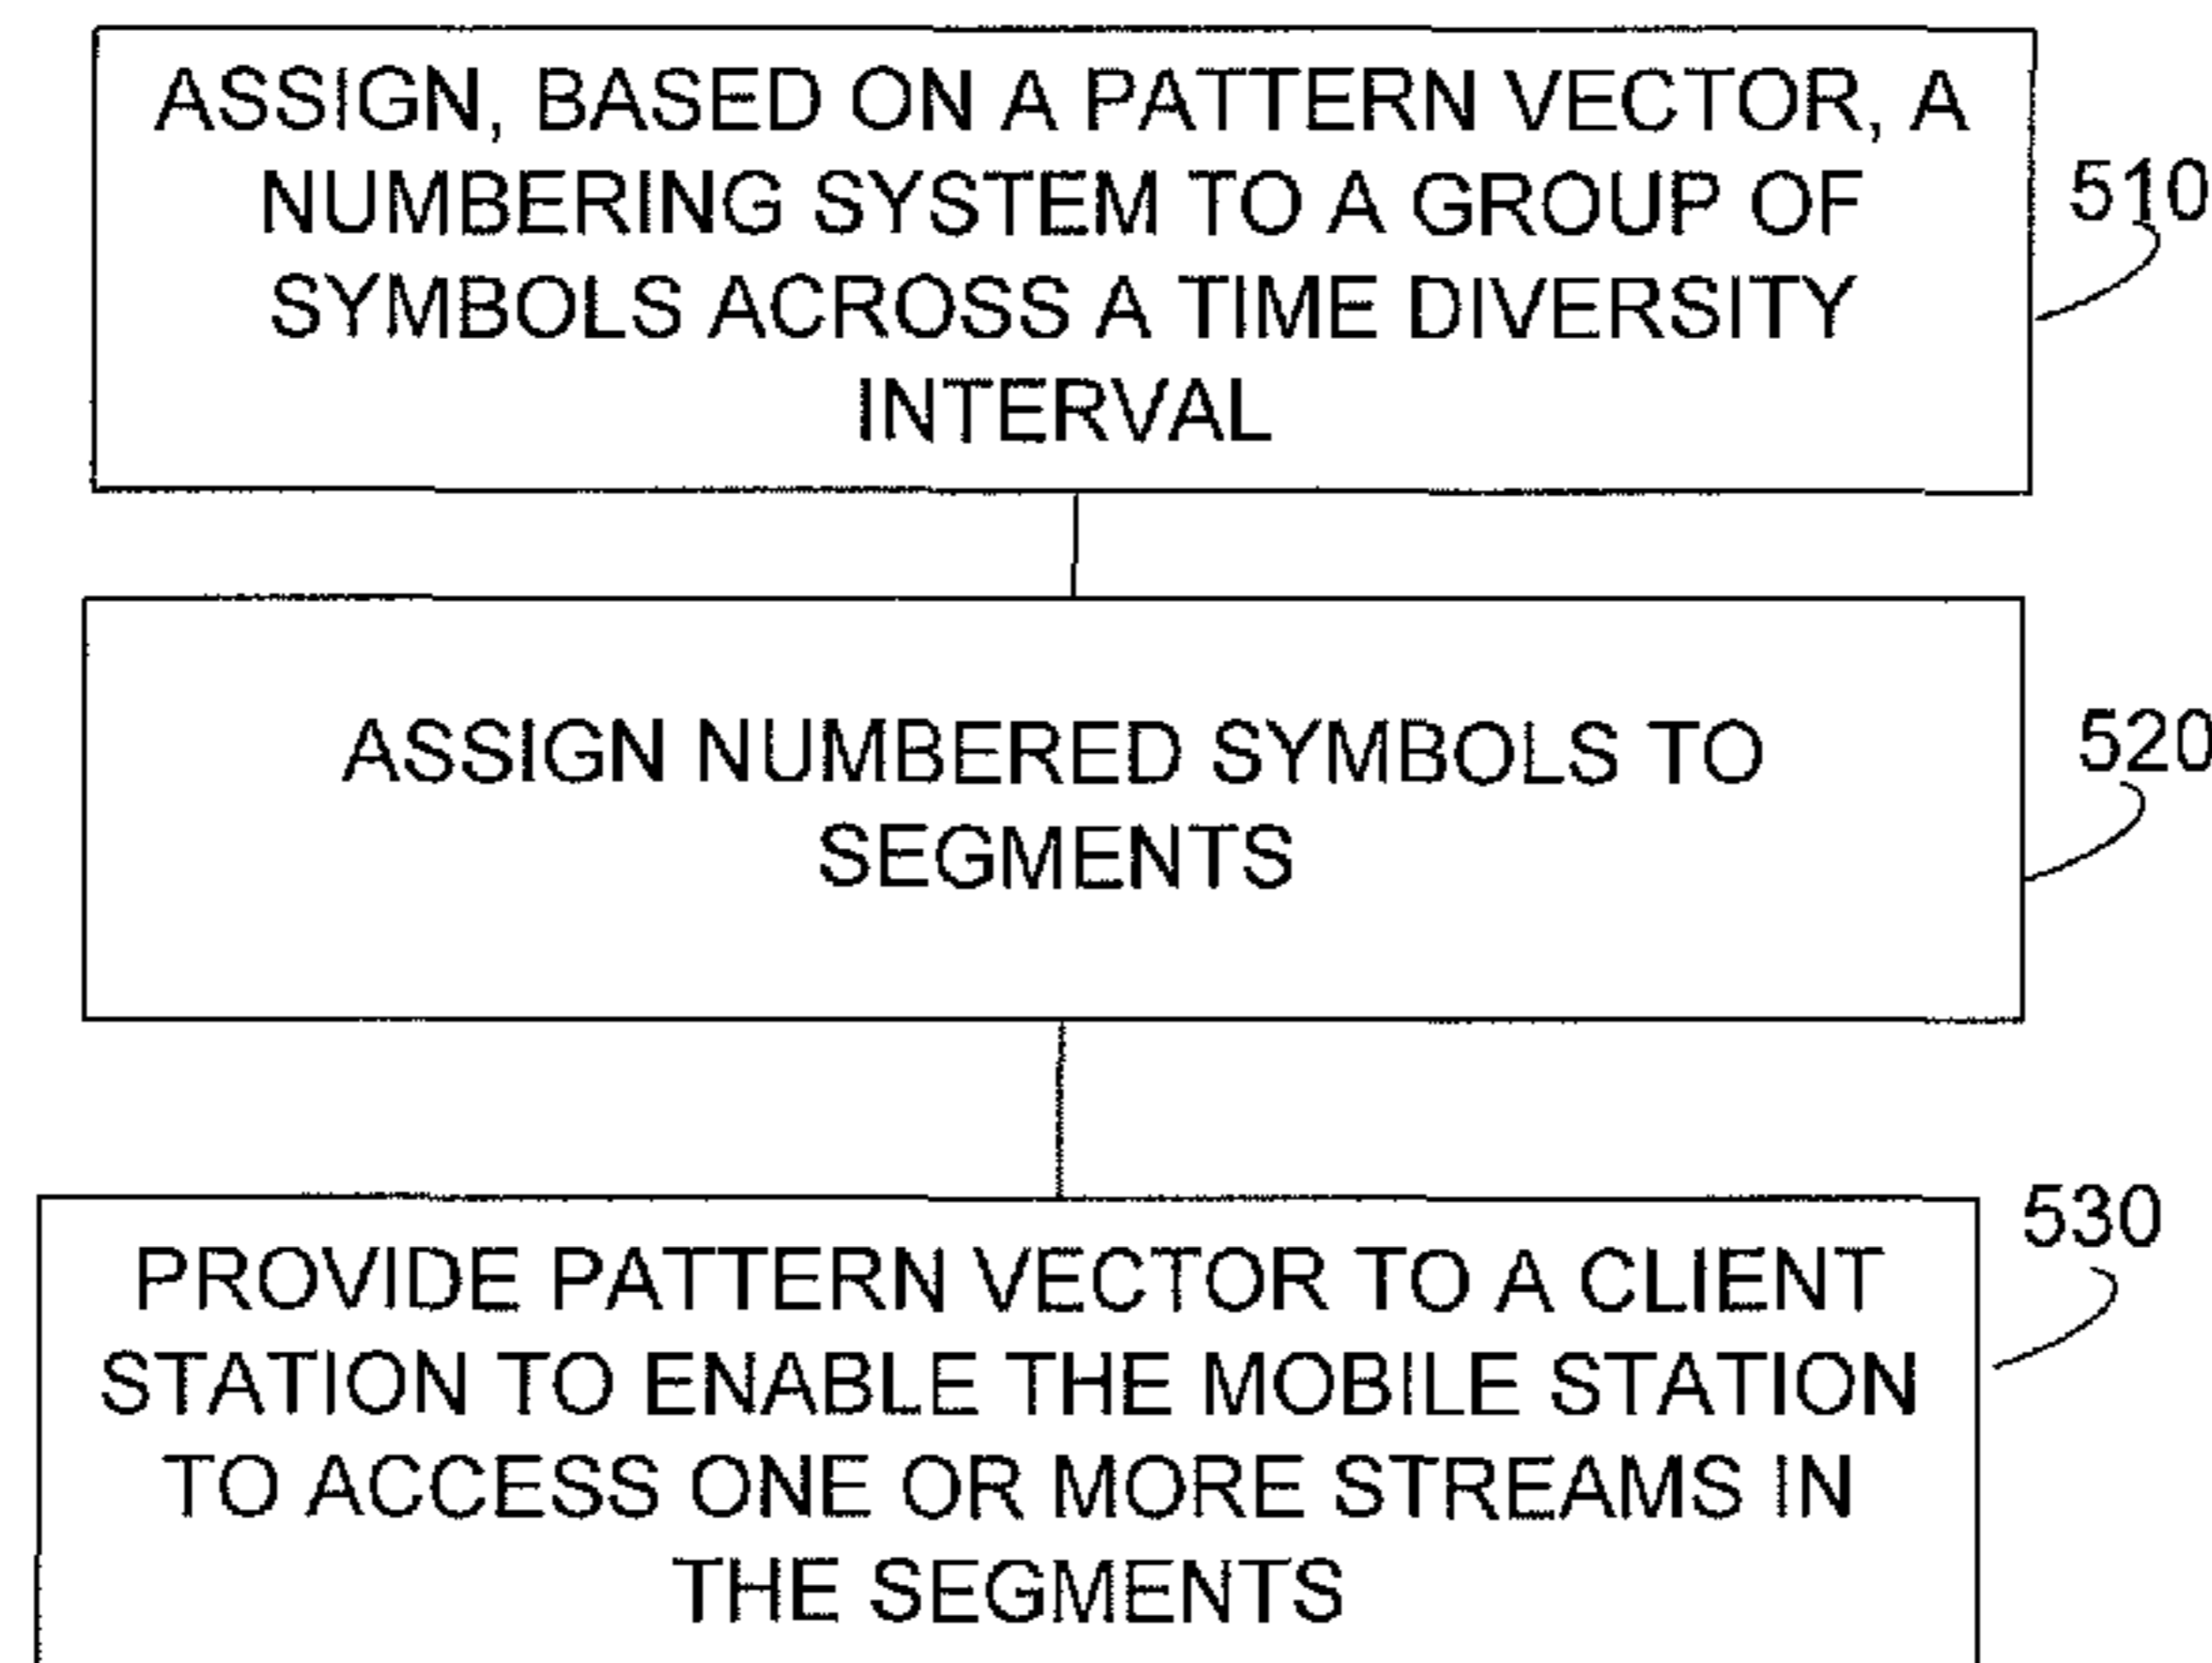 ASSIGN, BASED ON A PATTERN VECTOR, A
NUMBERING SYSTEM TO A GROUP OF
SYMBOLS ACROSS A TIME DIVERSITY
INTERVAL
510
ASSIGN NUMBERED SYMBOLS TO
SEGMENTS
520
PROVIDE PATTERN VECTOR TO A CLIENT
STATION TO ENABLE THE MOBILE STATION
TO ACCESS ONE OR MORE STREAMS IN
THE SEGMENTS
530